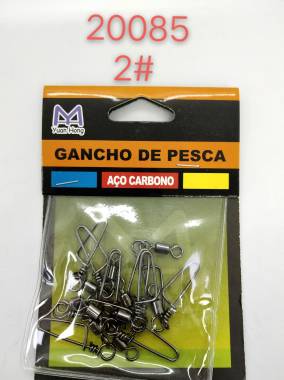 20085
2#
Yuan Hong
GANCHO DE PESCA
AÇO CARBONO